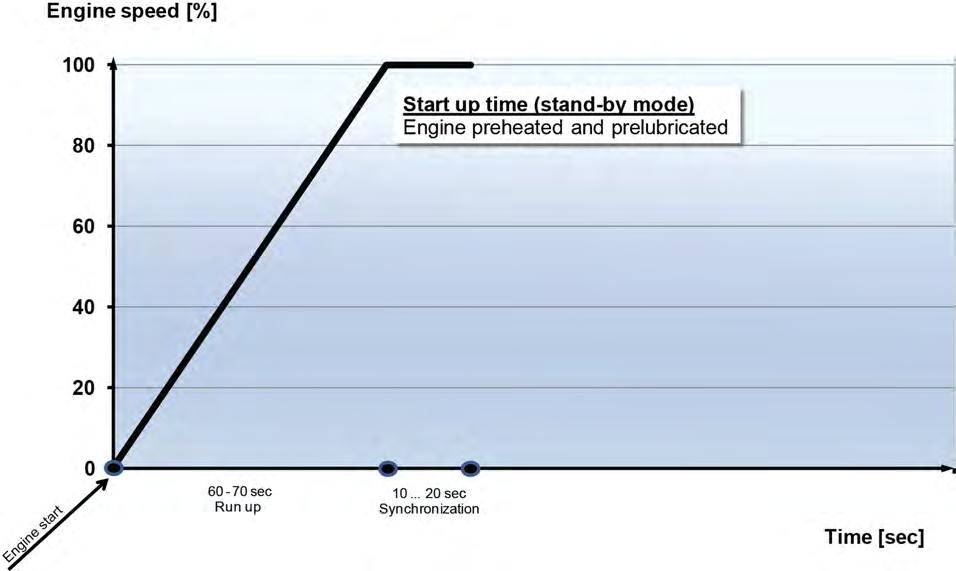 Engine speed [%]
100
80
60
40
20
0
Start up time (stand-by mode)
Engine preheated and prelubricated
60 - 70 sec
Run up
10 ... 20 sec
Synchronization
Engine start
Time [sec]